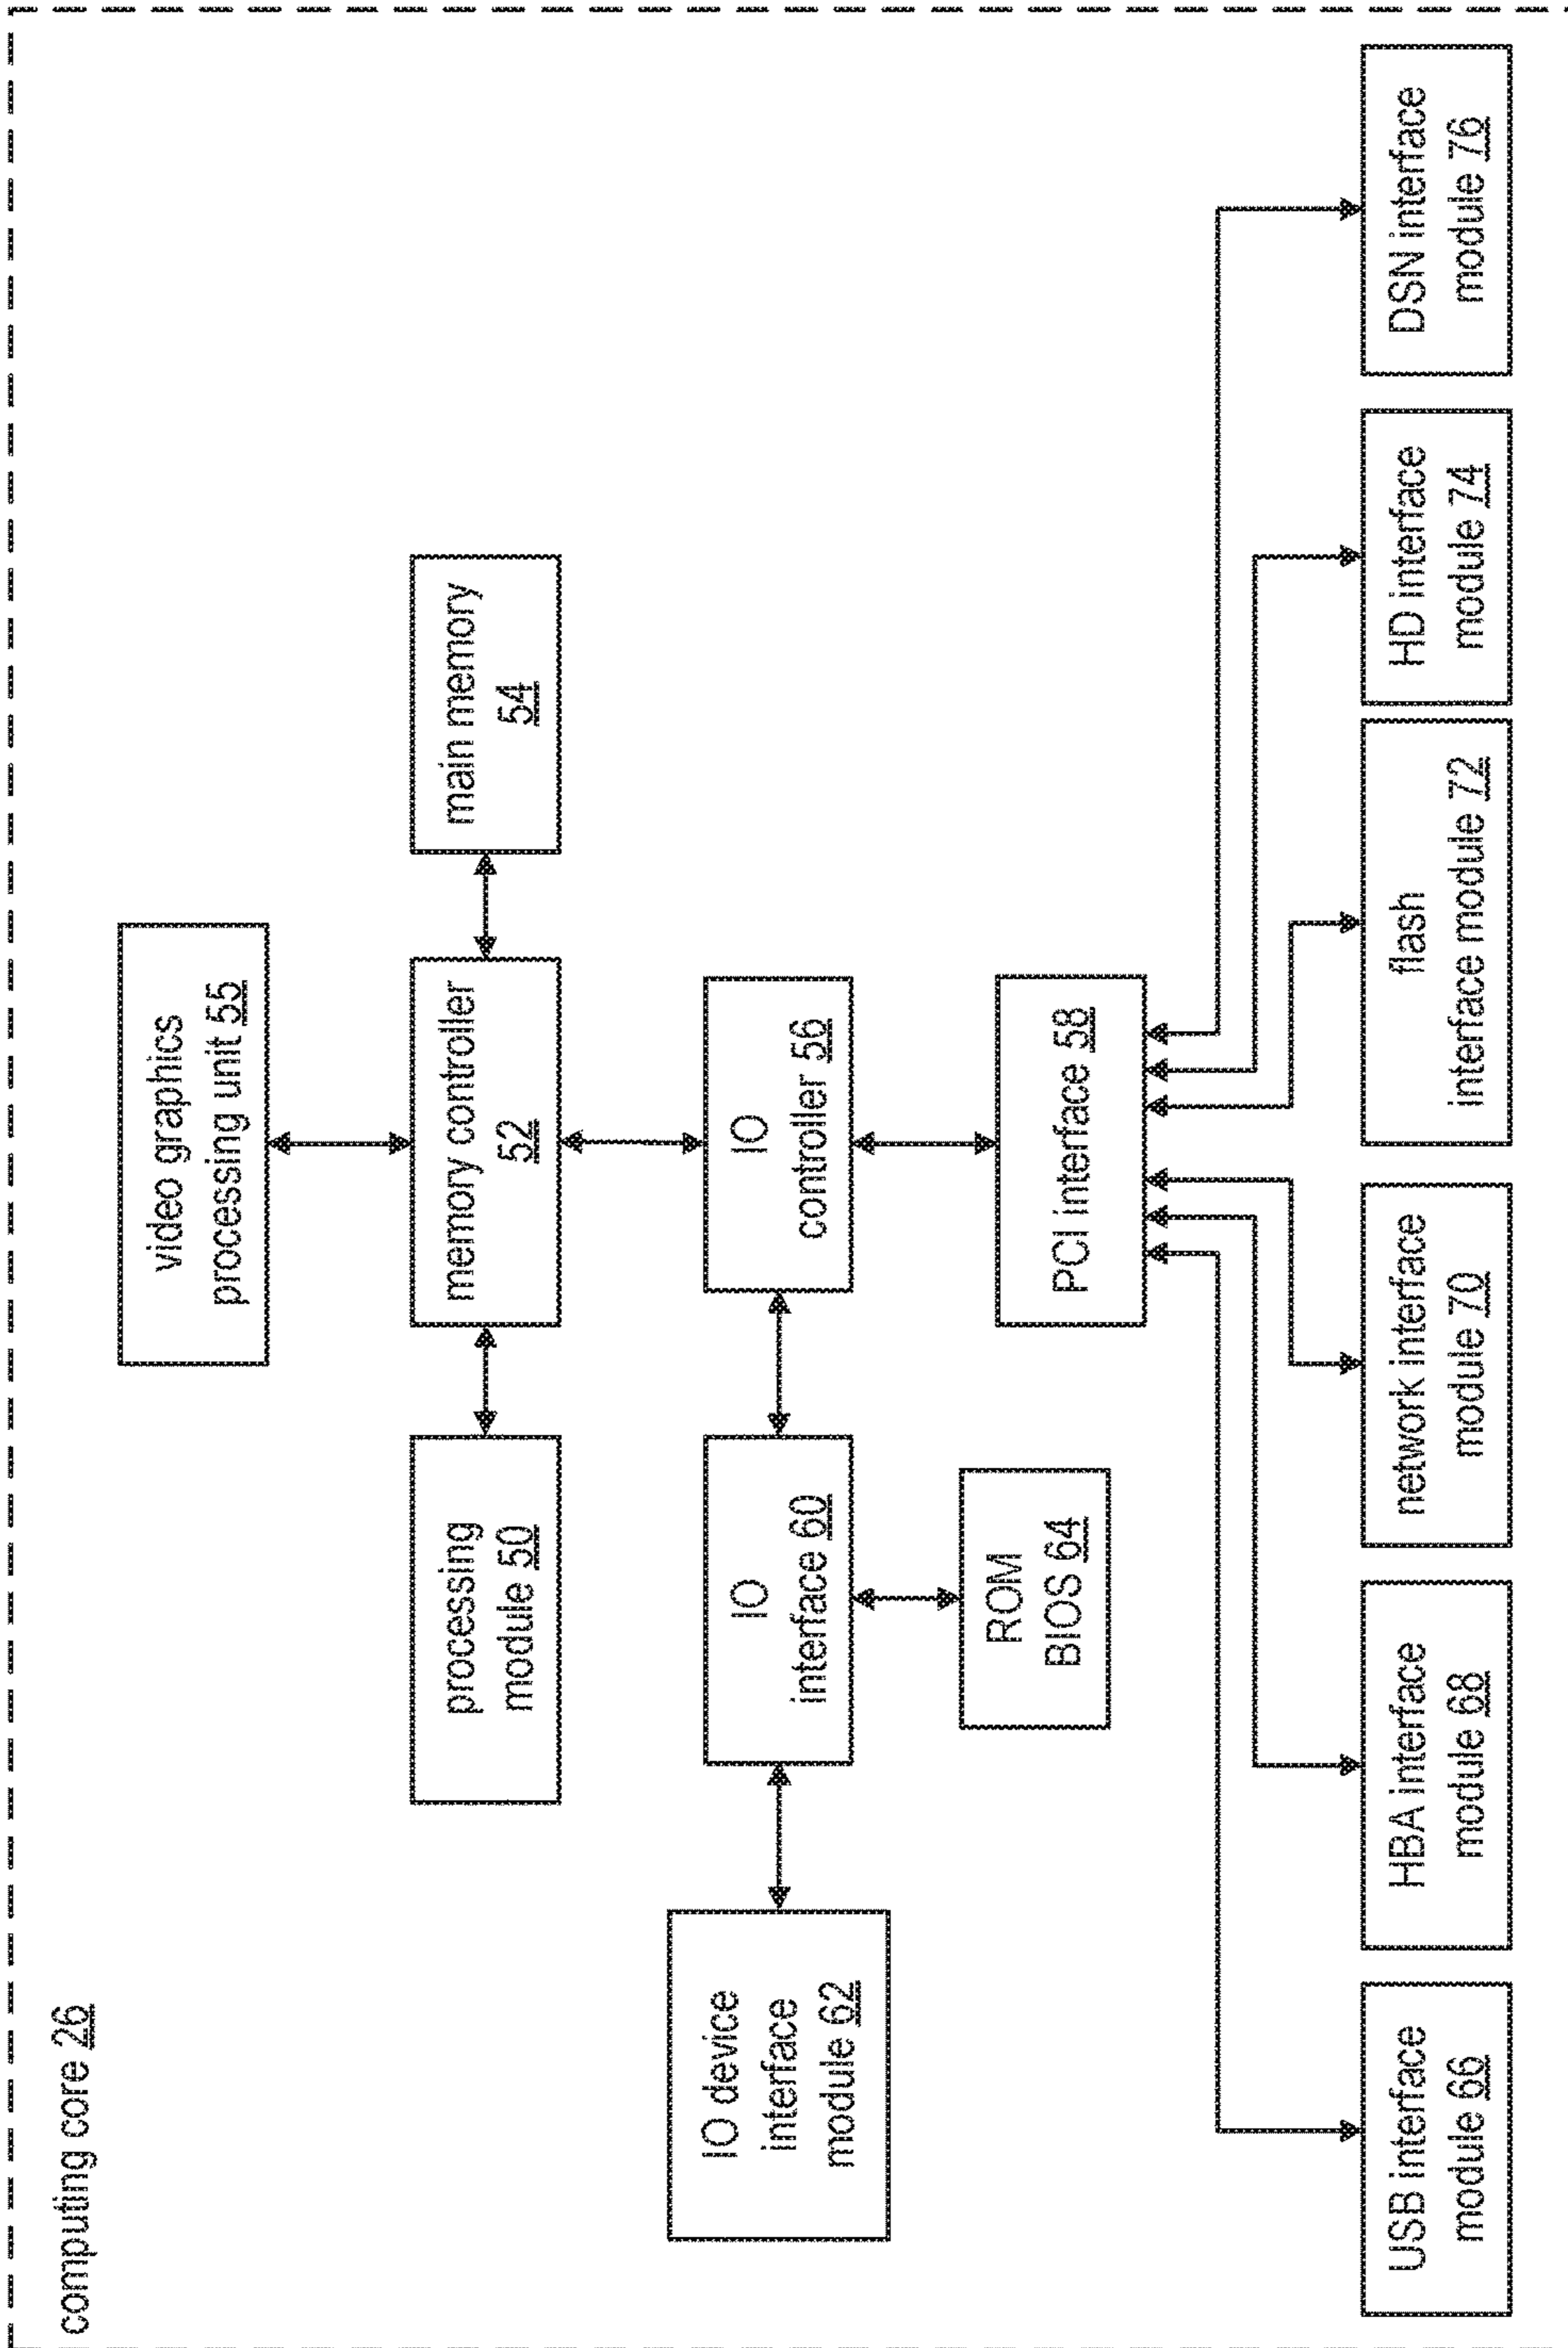 computing core 26
video graphics
processing unit 55
processing
module 50
memory controller
52
main memory
54
IO device
interface
module 62
IO
interface 60
IO
controller 56
ROM
BIOS 64
PCI interface 58
USB interface
module 66
HBA interface
module 68
network interface
module 70
flash
interface module 72
HD interface
module 74
DSN interface
module 76